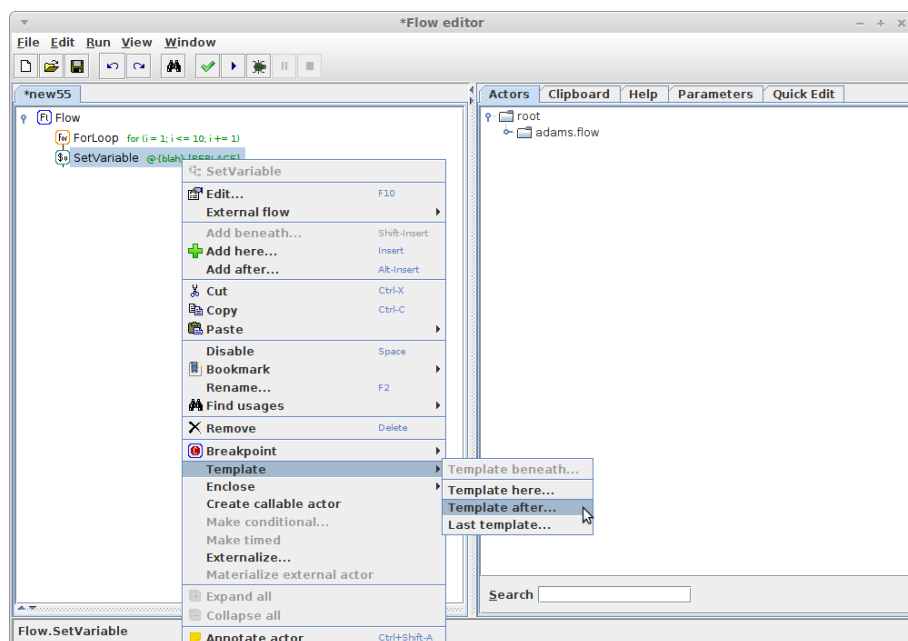 *Flow editor
File Edit Run View Window
*new55
Actors Clipboard Help Parameters Quick Edit
Flow
root
adams.flow
ForLoop for (i = 1; i <= 10; i += 1)
SetVariable @{blah} [REPLACE]
SetVariable
Edit... F10
External flow
Add beneath... Shift-Insert
Add here... Insert
Add after... Alt-Insert
Cut Ctrl-X
Copy Ctrl-C
Paste
Disable Space
Bookmark
Rename... F2
Find usages
Remove Delete
Breakpoint
Template
Template beneath...
Enclose
Template here...
Create callable actor
Template after...
Make conditional...
Last template...
Make timed
Externalize...
Materialize external actor
Expand all
Search
Collapse all
Flow.SetVariable
Annotate actor Ctrl+Shift-A